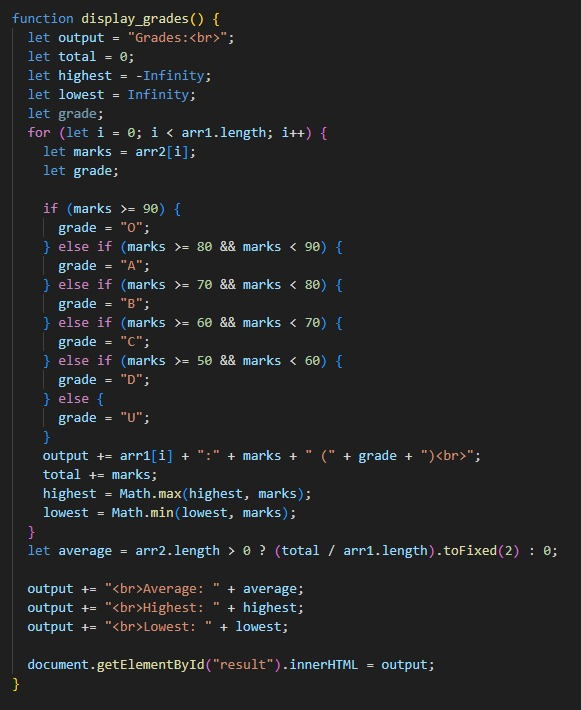 function display_grades() {
let output = "Grades:<br>";
let total = 0;
let highest = -Infinity;
let lowest = Infinity;
let grade;
for (let i = 0; i < arr1.length; i++) {
let marks = arr2[i];
let grade;
if (marks >= 90) {
grade = "O";
} else if (marks >= 80 && marks < 90) {
grade = "A";
} else if (marks >= 70 && marks < 80) {
grade = "B";
} else if (marks >= 60 && marks < 70) {
grade = "C";
} else if (marks >= 50 && marks < 60) {
grade = "D";
} else {
grade = "U";
}
output += arr1[i] + ":" + marks + " (" + grade + ")<br>";
total += marks;
highest = Math.max(highest, marks);
lowest = Math.min(lowest, marks);
}
let average = arr2.length > 0 ? (total / arr1.length).toFixed(2) : 0;
output += "<br>Average: " + average;
output += "<br>Highest: " + highest;
output += "<br>Lowest: " + lowest;
document.getElementById("result").innerHTML = output;
}